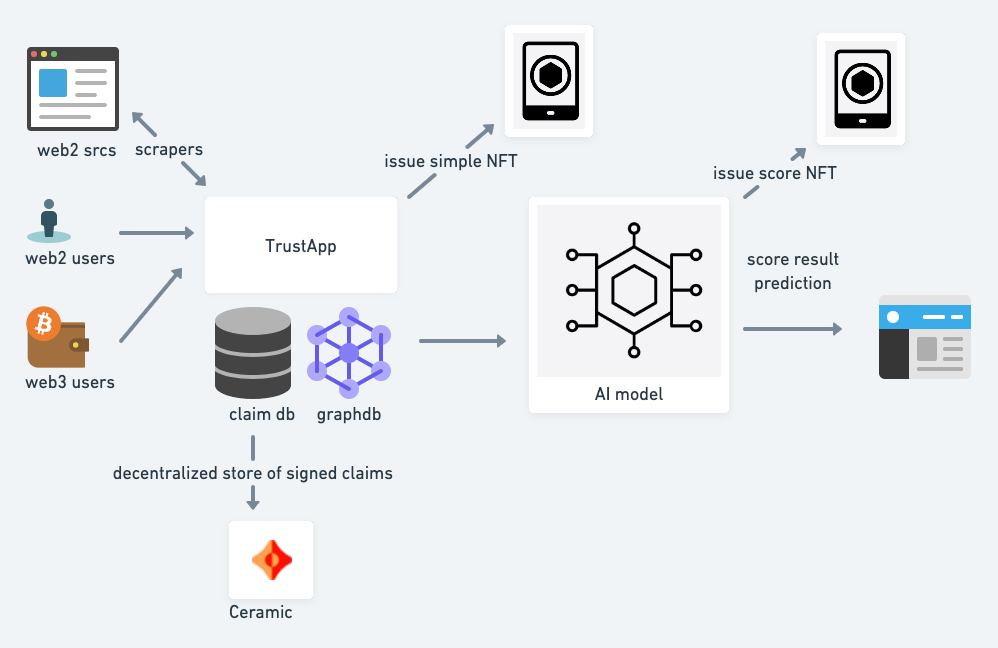 web2 srcs
scrapers
issue simple NFT
issue score NFT
web2 users
TrustApp
score result
prediction
web3 users
AI model
claim db
graphdb
decentralized store of signed claims
Ceramic